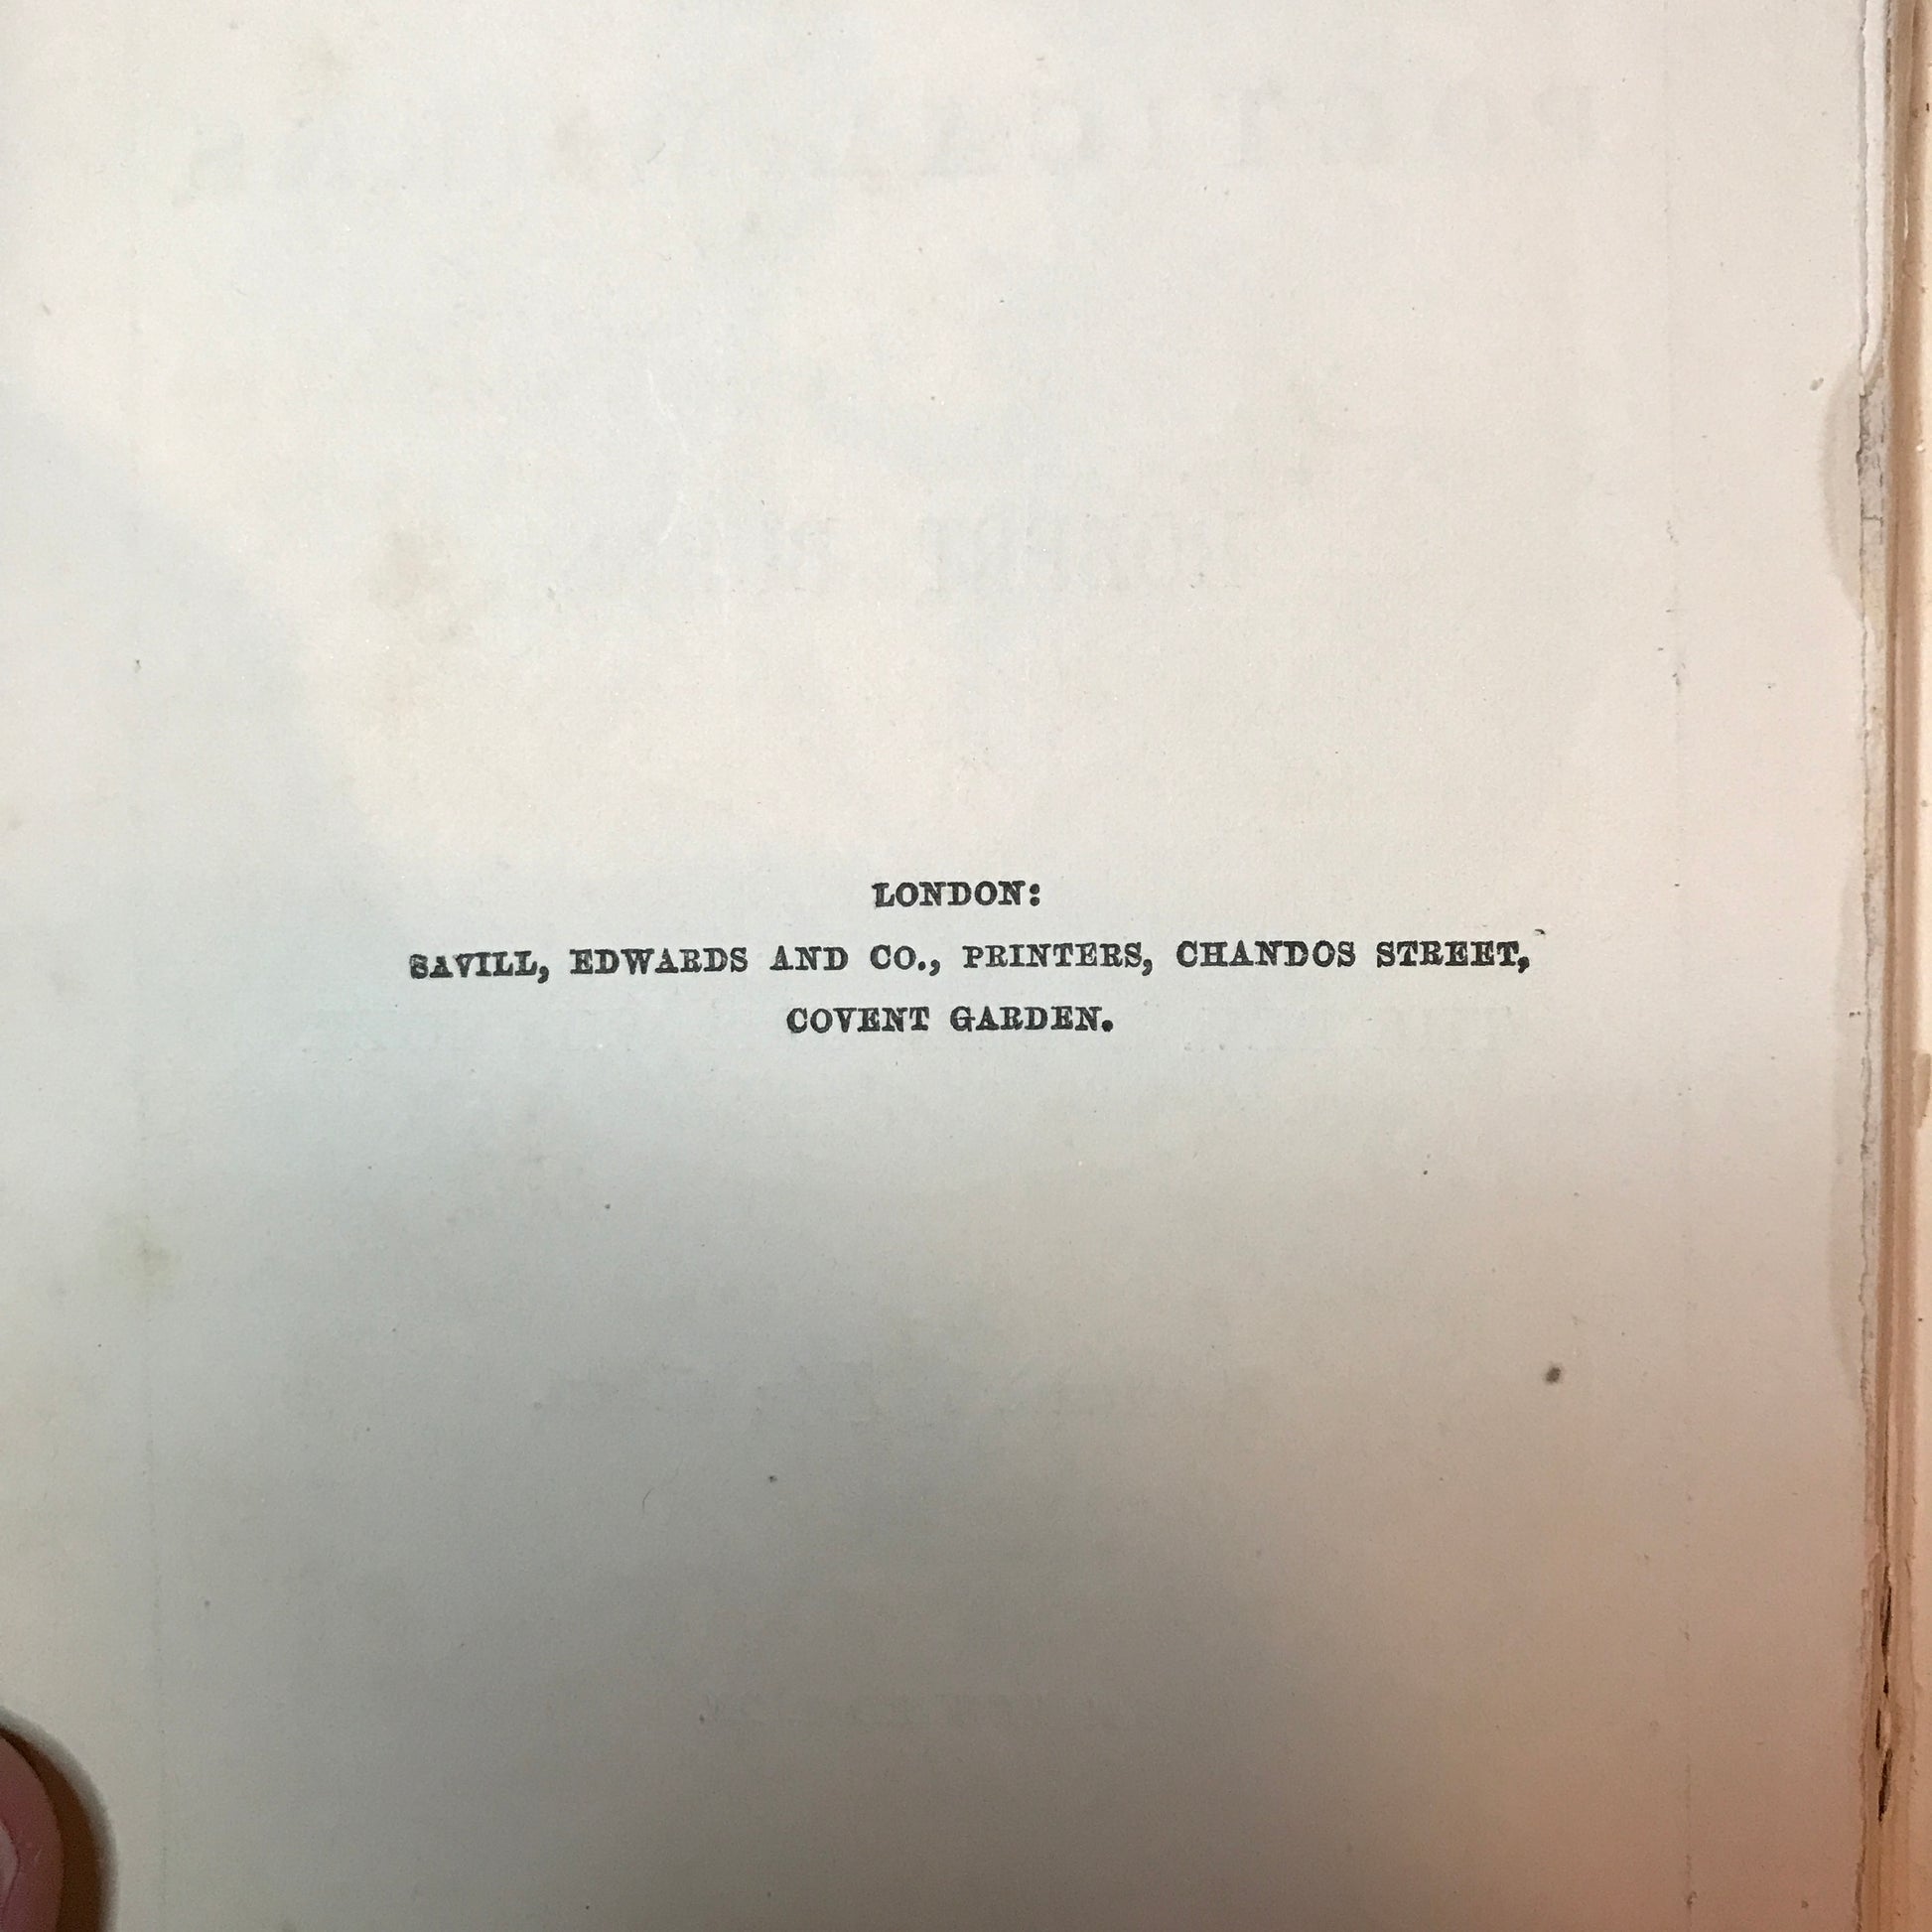 LONDON:
SAVILL, EDWARDS AND CO., PRINTERS, CHANDOS STREET,
COVENT GARDEN.